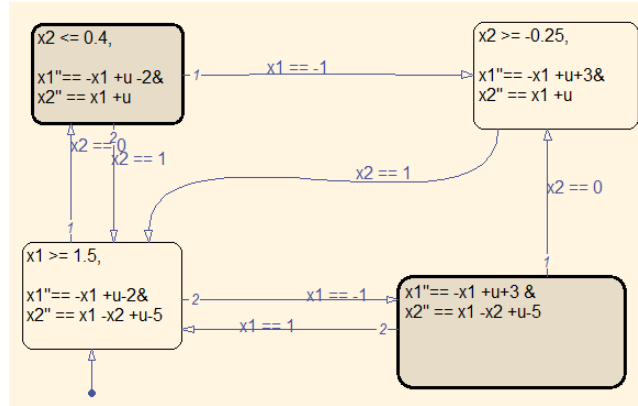 x2 <= 0.4,
x1"== -x1 +u -2&
x2" == x1 +u
1
x1 == -1
x2 >= -0.25,
x1"== -x1 +u+3&
x2" == x1 +u
2
x2 == 0
x2 == 1
x2 == 1
x2 == 0
1
1
x1 >= 1.5,
x1"== -x1 +u-2&
x2" == x1 -x2 +u-5
2
x1 == -1
x1 == 1
2
x1"== -x1 +u+3 &
x2" == x1 -x2 +u-5